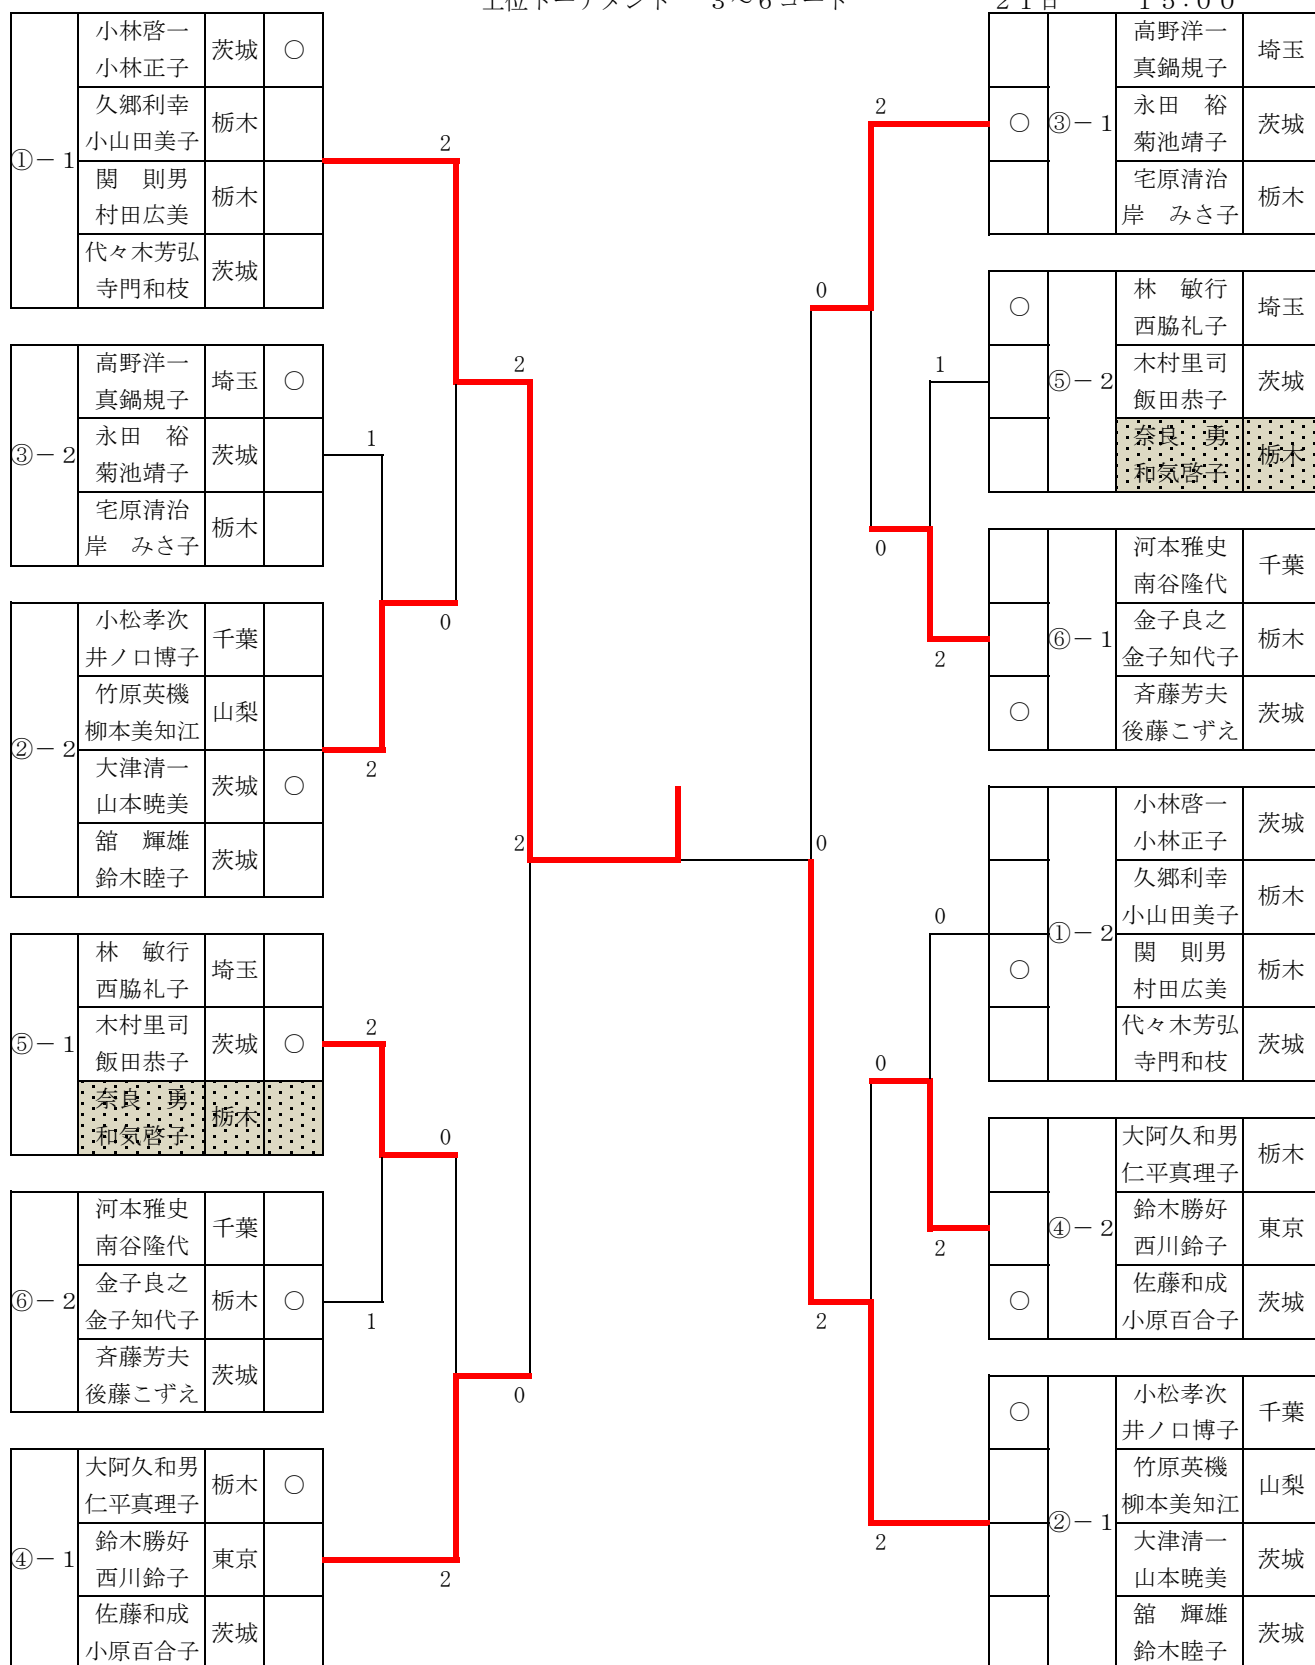 上位トーナメント　3～6コート
21日　15:00
①－1
小林啓一
小林正子
茨城
○
久郷利幸
小山田美子
栃木
関　則男
村田広美
栃木
代々木芳弘
寺門和枝
茨城
2
③－2
高野洋一
真鍋規子
埼玉
○
永田　裕
菊池靖子
茨城
宅原清治
岸　みさ子
栃木
1
2
0
②－2
小松孝次
井ノ口博子
千葉
竹原英機
柳本美知江
山梨
大津清一
山本暁美
茨城
○
舘　輝雄
鈴木睦子
茨城
2
2
⑤－1
林　敏行
西脇礼子
埼玉
木村里司
飯田恭子
茨城
○
奈良　勇
和気啓子
栃木
2
0
⑥－2
河本雅史
南谷隆代
千葉
金子良之
金子知代子
栃木
○
斉藤芳夫
後藤こずえ
茨城
1
0
④－1
大阿久和男
仁平真理子
栃木
○
鈴木勝好
西川鈴子
東京
佐藤和成
小原百合子
茨城
2
③－1
高野洋一
真鍋規子
埼玉
2
○
永田　裕
菊池靖子
茨城
宅原清治
岸　みさ子
栃木
0
⑤－2
○
林　敏行
西脇礼子
埼玉
1
木村里司
飯田恭子
茨城
奈良　勇
和気啓子
栃木
0
⑥－1
河本雅史
南谷隆代
千葉
金子良之
金子知代子
栃木
2
○
斉藤芳夫
後藤こずえ
茨城
0
①－2
小林啓一
小林正子
茨城
久郷利幸
小山田美子
栃木
0
○
関　則男
村田広美
栃木
代々木芳弘
寺門和枝
茨城
0
④－2
大阿久和男
仁平真理子
栃木
鈴木勝好
西川鈴子
東京
2
○
佐藤和成
小原百合子
茨城
2
②－1
○
小松孝次
井ノ口博子
千葉
竹原英機
柳本美知江
山梨
2
大津清一
山本暁美
茨城
舘　輝雄
鈴木睦子
茨城